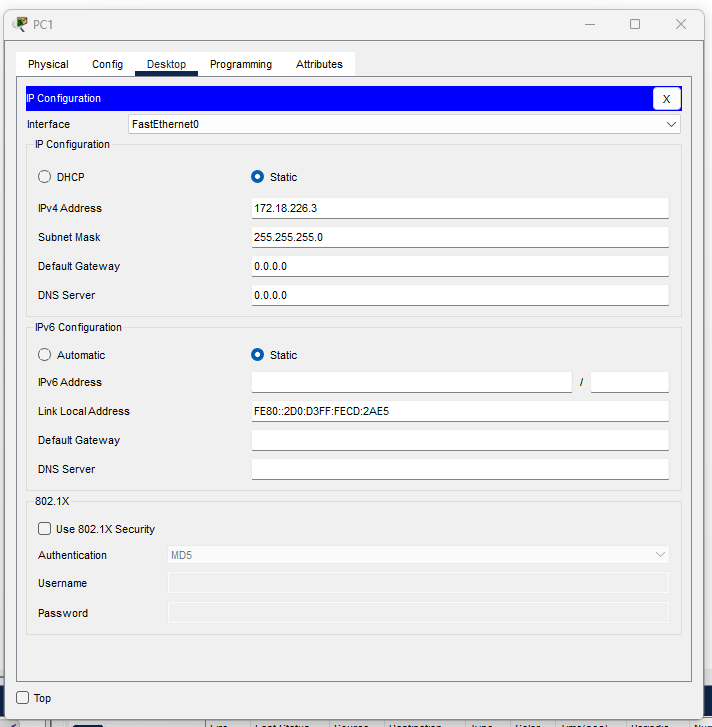 PC1
Physical Config Desktop Programming Attributes
IP Configuration X
Interface FastEthernet0
IP Configuration
DHCP Static
IPv4 Address 172.18.226.3
Subnet Mask 255.255.255.0
Default Gateway 0.0.0.0
DNS Server 0.0.0.0
IPv6 Configuration
Automatic Static
IPv6 Address /
Link Local Address FE80::2D0:D3FF:FECD:2AE5
Default Gateway
DNS Server
802.1X
Use 802.1X Security
Authentication MD5
Username
Password
Top